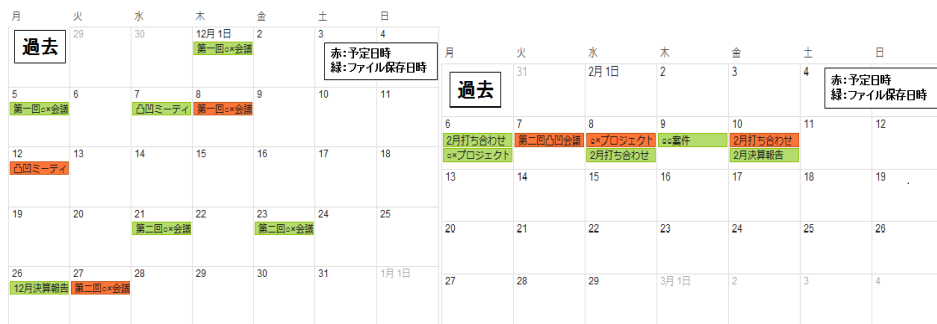 月 火 水 木 金 土 日
過去 29 30 12月 1日 2 3 4
第一回○×会議
赤:予定日時
緑:ファイル保存日時
5 6 7 8 9 10 11
第一回○×会議 凸凹ミーティ 第一回○×会議
12 13 14 15 16 17 18
凸凹ミーティ
19 20 21 22 23 24 25
第二回○×会議 第二回○×会議
26 27 28 29 30 31 1月 1日
12月決算報告 第二回○×会議
月 火 水 木 金 土 日
過去 31 2月 1日 2 3 4
赤:予定日時
緑:ファイル保存日時
6 7 8 9 10 11 12
2月打ち合わせ 第二回凸凹会議 ○×プロジェクト ○○案件 2月打ち合わせ
○×プロジェクト 2月打ち合わせ 2月決算報告
13 14 15 16 17 18 19
20 21 22 23 24 25 26
27 28 29 3月 1日 2 3 4